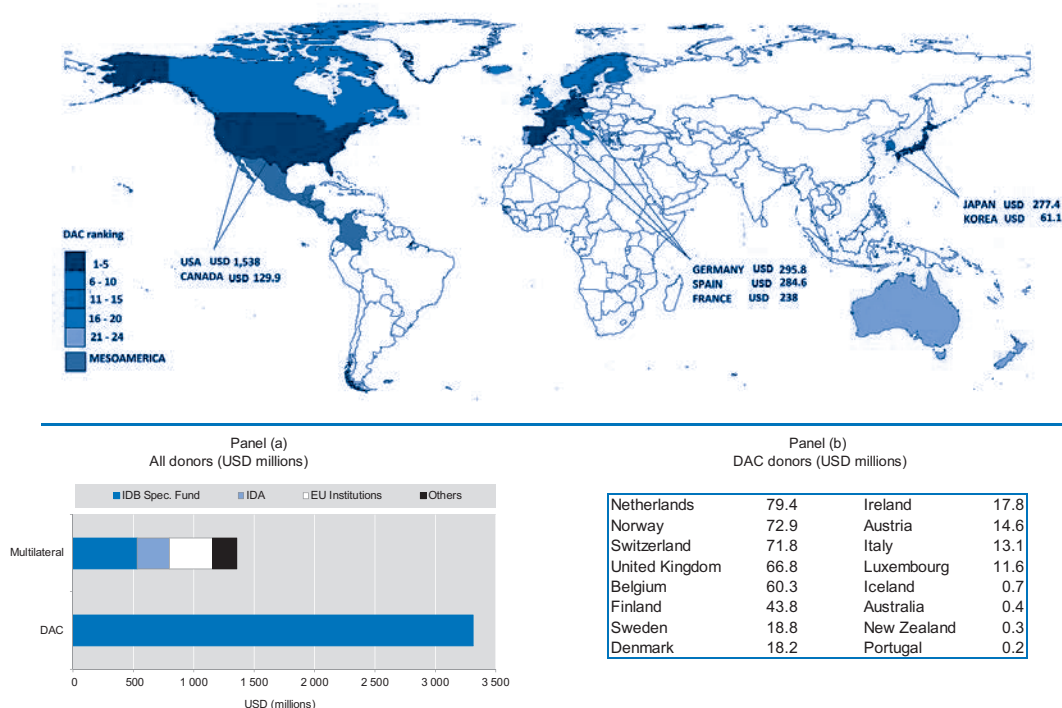 JAPAN USD 277.4
KOREA USD 61.1
DAC ranking
1-5
6 - 10
11 - 15
16 - 20
21 - 24
MESOAMERICA
USA USD 1,538
CANADA USD 129.9
GERMANY USD 295.8
SPAIN USD 284.6
FRANCE USD 238
Panel (a)
All donors (USD millions)
IDB Spec. Fund IDA EU Institutions Others
Multilateral
DAC
0 500 1 000 1 500 2 000 2 500 3 000 3 500
USD (millions)
Panel (b)
DAC donors (USD millions)
Netherlands 79.4 Ireland 17.8
Norway 72.9 Austria 14.6
Switzerland 71.8 Italy 13.1
United Kingdom 66.8 Luxembourg 11.6
Belgium 60.3 Iceland 0.7
Finland 43.8 Australia 0.4
Sweden 18.8 New Zealand 0.3
Denmark 18.2 Portugal 0.2